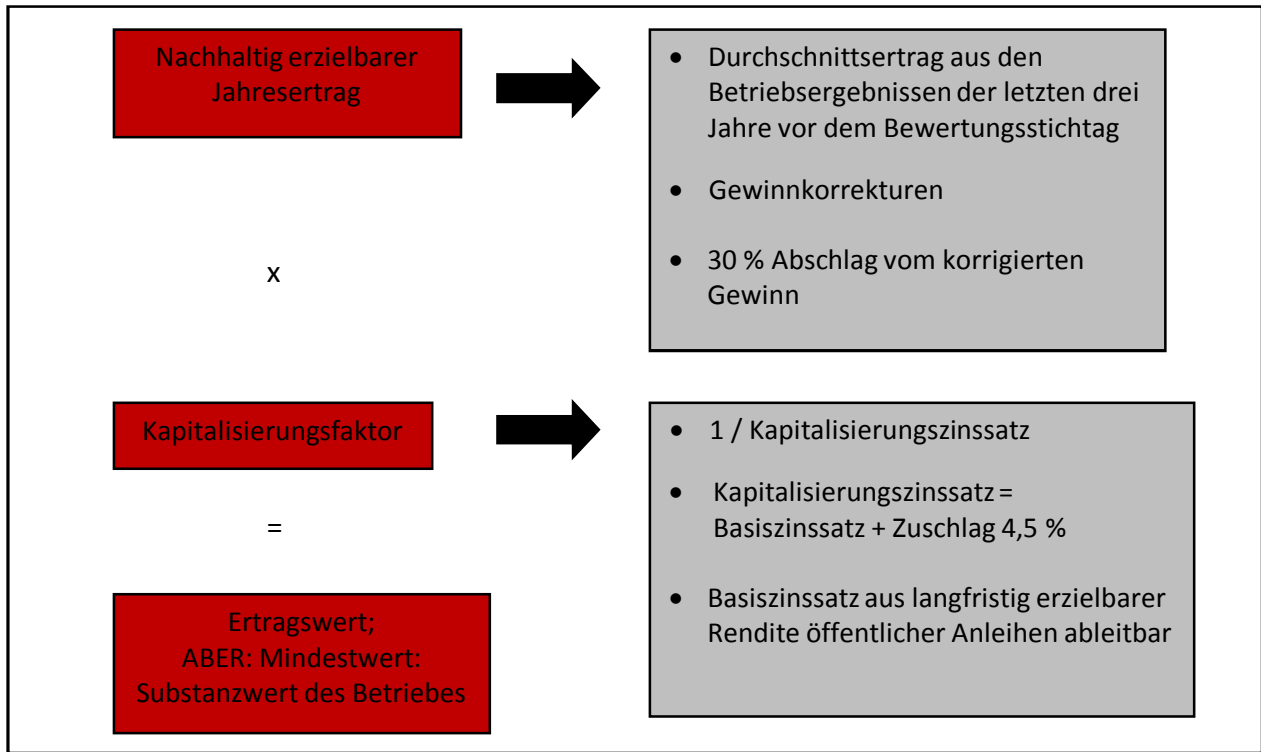 Nachhaltig erzielbarer
Jahresertrag
• Durchschnittsertrag aus den
Betriebsergebnissen der letzten drei
Jahre vor dem Bewertungsstichtag
• Gewinnkorrekturen
• 30 % Abschlag vom korrigierten
Gewinn
x
Kapitalisierungsfaktor
• 1 / Kapitalisierungszinssatz
• Kapitalisierungszinssatz =
Basiszinssatz + Zuschlag 4,5 %
• Basiszinssatz aus langfristig erzielbarer
Rendite öffentlicher Anleihen ableitbar
=
Ertragswert;
ABER: Mindestwert:
Substanzwert des Betriebes